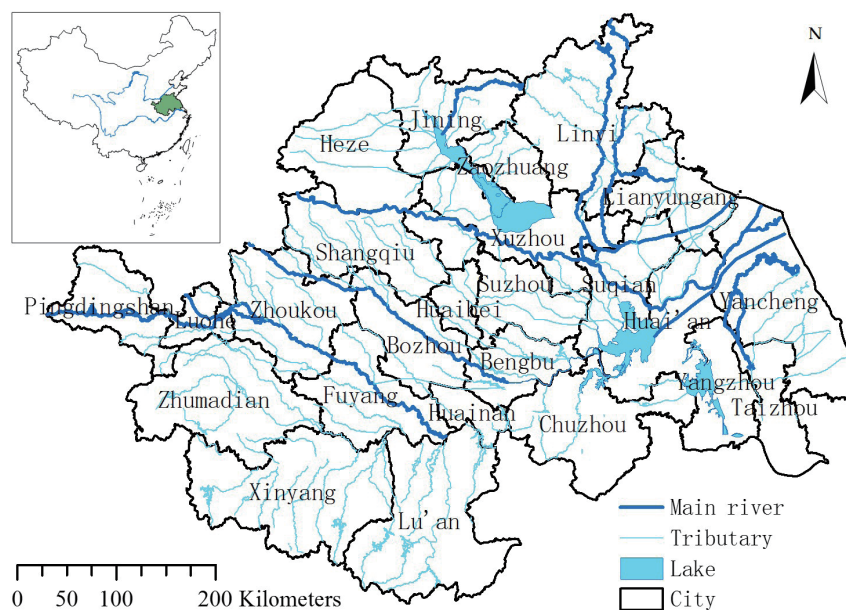 N
Jining
Linyi
Heze
Zaozhuang
Lianyungang
Xuzhou
Shangqiu
Suzhou
Suqian
Pingdingshan
Luohe
Zhoukou
Huaibei
Huai'an
Yancheng
Bozhou
Bengbu
Zhumadian
Fuyang
Huainan
Yangzhou
Taizhou
Chuzhou
Xinyang
Lu'an
Main river
Tributary
Lake
City
0 50 100 200 Kilometers